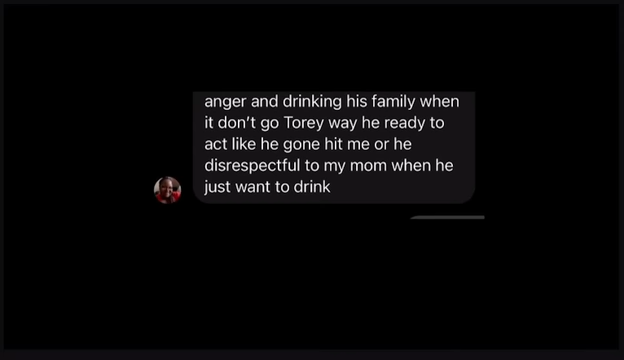 anger and drinking his family when
it don’t go Torey way he ready to
act like he gone hit me or he
disrespectful to my mom when he
just want to drink